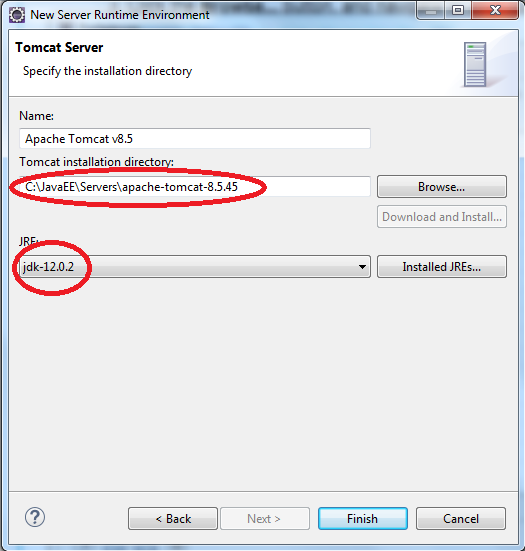 New Server Runtime Environment
Tomcat Server
Specify the installation directory
Name:
Apache Tomcat v8.5
Tomcat installation directory:
C:\JavaEE\Servers\apache-tomcat-8.5.45
Browse...
Download and Install...
JRE:
jdk-12.0.2
Installed JREs...
?
< Back
Next >
Finish
Cancel